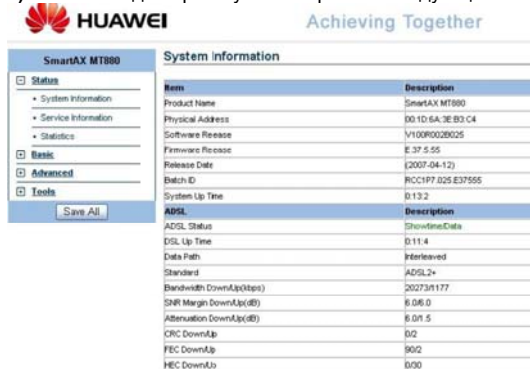 HUAWEI
Achieving Together
SmartAX MT880
Status
System Information
Service Information
Statistics
Basic
Advanced
Tools
Save All
System Information
Item Description
Product Name SmartAX MT880
Physical Address 00:1D:6A:3E:B3:C4
Software Reease V100R002B025
Firmware Reease E.37.5.55
Release Date (2007-04-12)
Batch ID RCC1P7.025.E37555
System Up Time 0:13:2
ADSL Description
ADSL Status Showtime/Data
DSL Up Time 0:11:4
Data Path Interleaved
Standard ADSL2+
Bandwidth Down/Up(kbps) 20273/1177
SNR Margin Down/Up(dB) 6.0/6.0
Attenuation Down/Up(dB) 6.0/1.5
CRC Down/Up 0/2
FEC Down/Up 90/2
HEC Down/Up 0/30